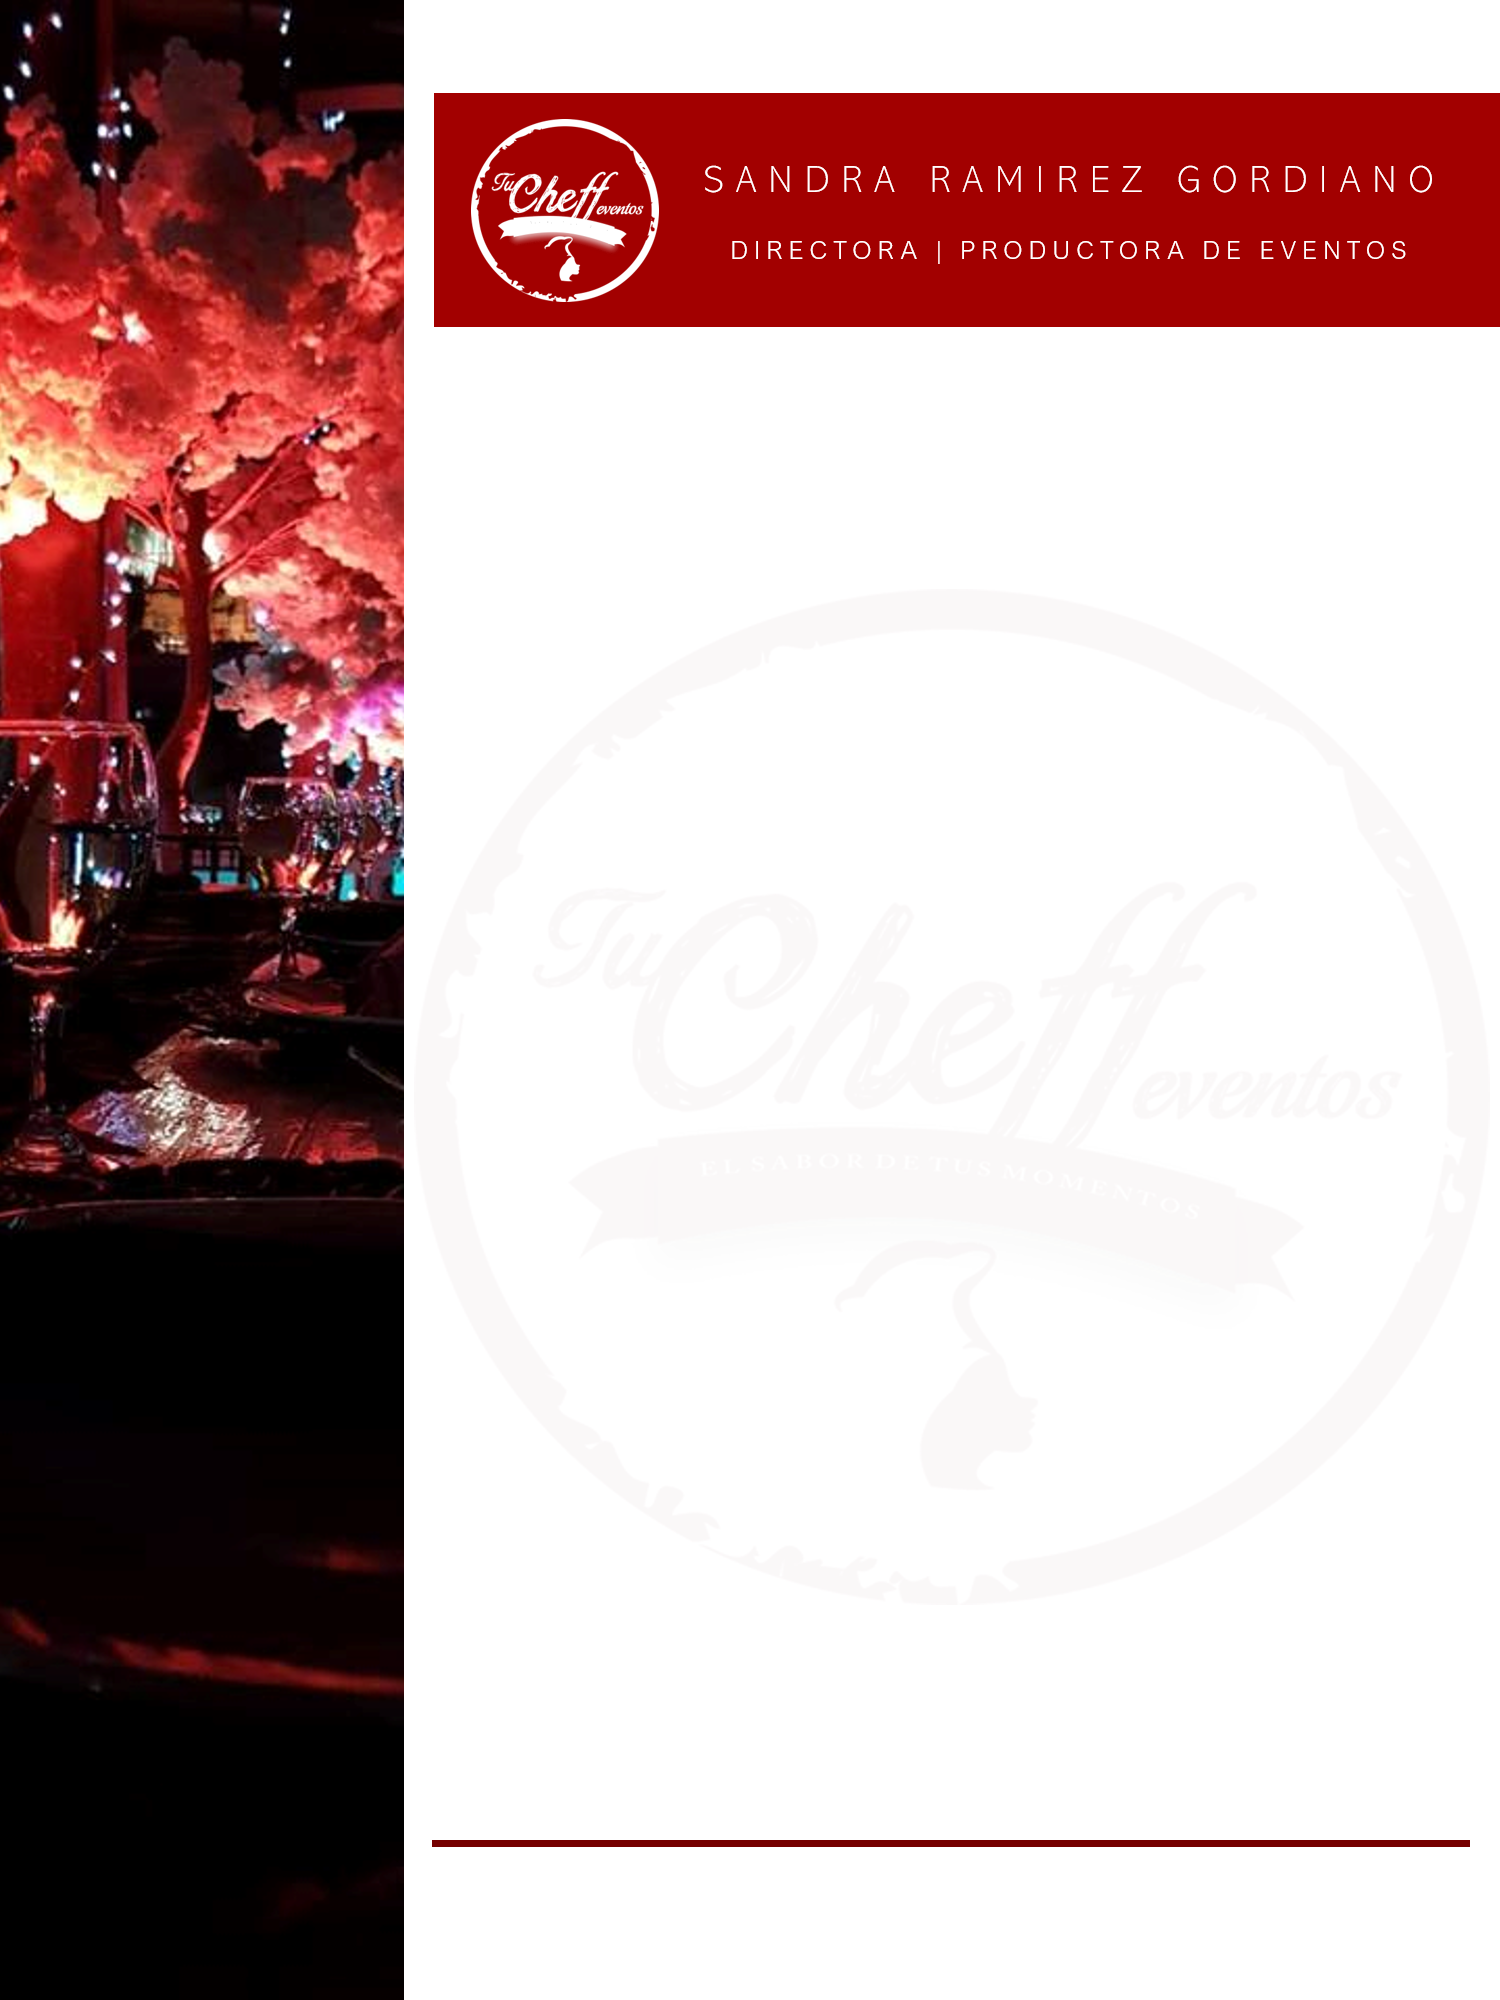 Tu Cheff eventos
SANDRA RAMIREZ GORDIANO
DIRECTORA | PRODUCTORA DE EVENTOS
Tu Cheff eventos
EL SABOR DE TUS MOMENTOS